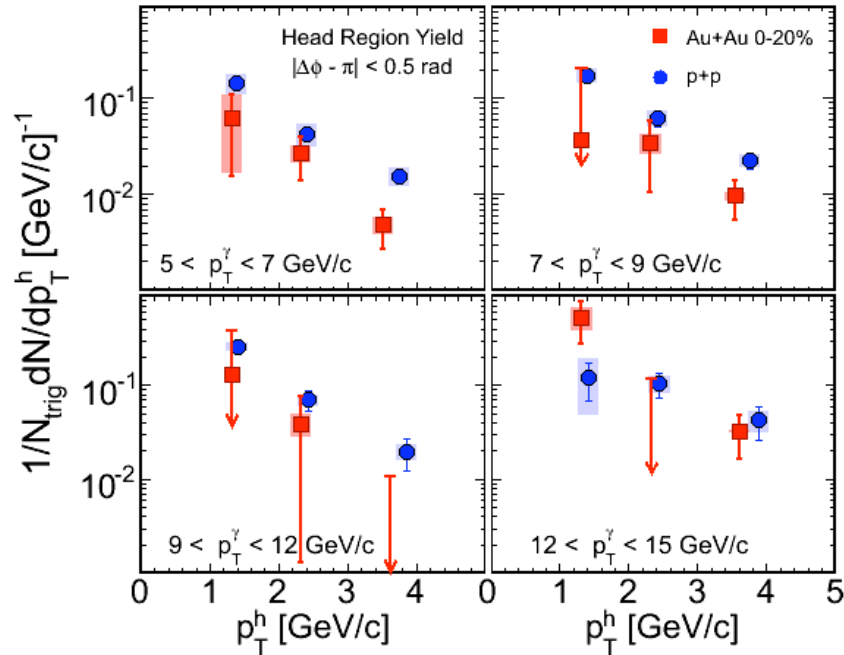 Head Region Yield
|Δϕ - π| < 0.5 rad
Au+Au 0-20%
p+p
1/N_trig dN/dp_T^h [GeV/c]^-1
10^-1
10^-2
5 < p_T^γ < 7 GeV/c
7 < p_T^γ < 9 GeV/c
10^-1
10^-2
9 < p_T^γ < 12 GeV/c
12 < p_T^γ < 15 GeV/c
0 1 2 3 4 0 1 2 3 4 5
p_T^h [GeV/c]
p_T^h [GeV/c]